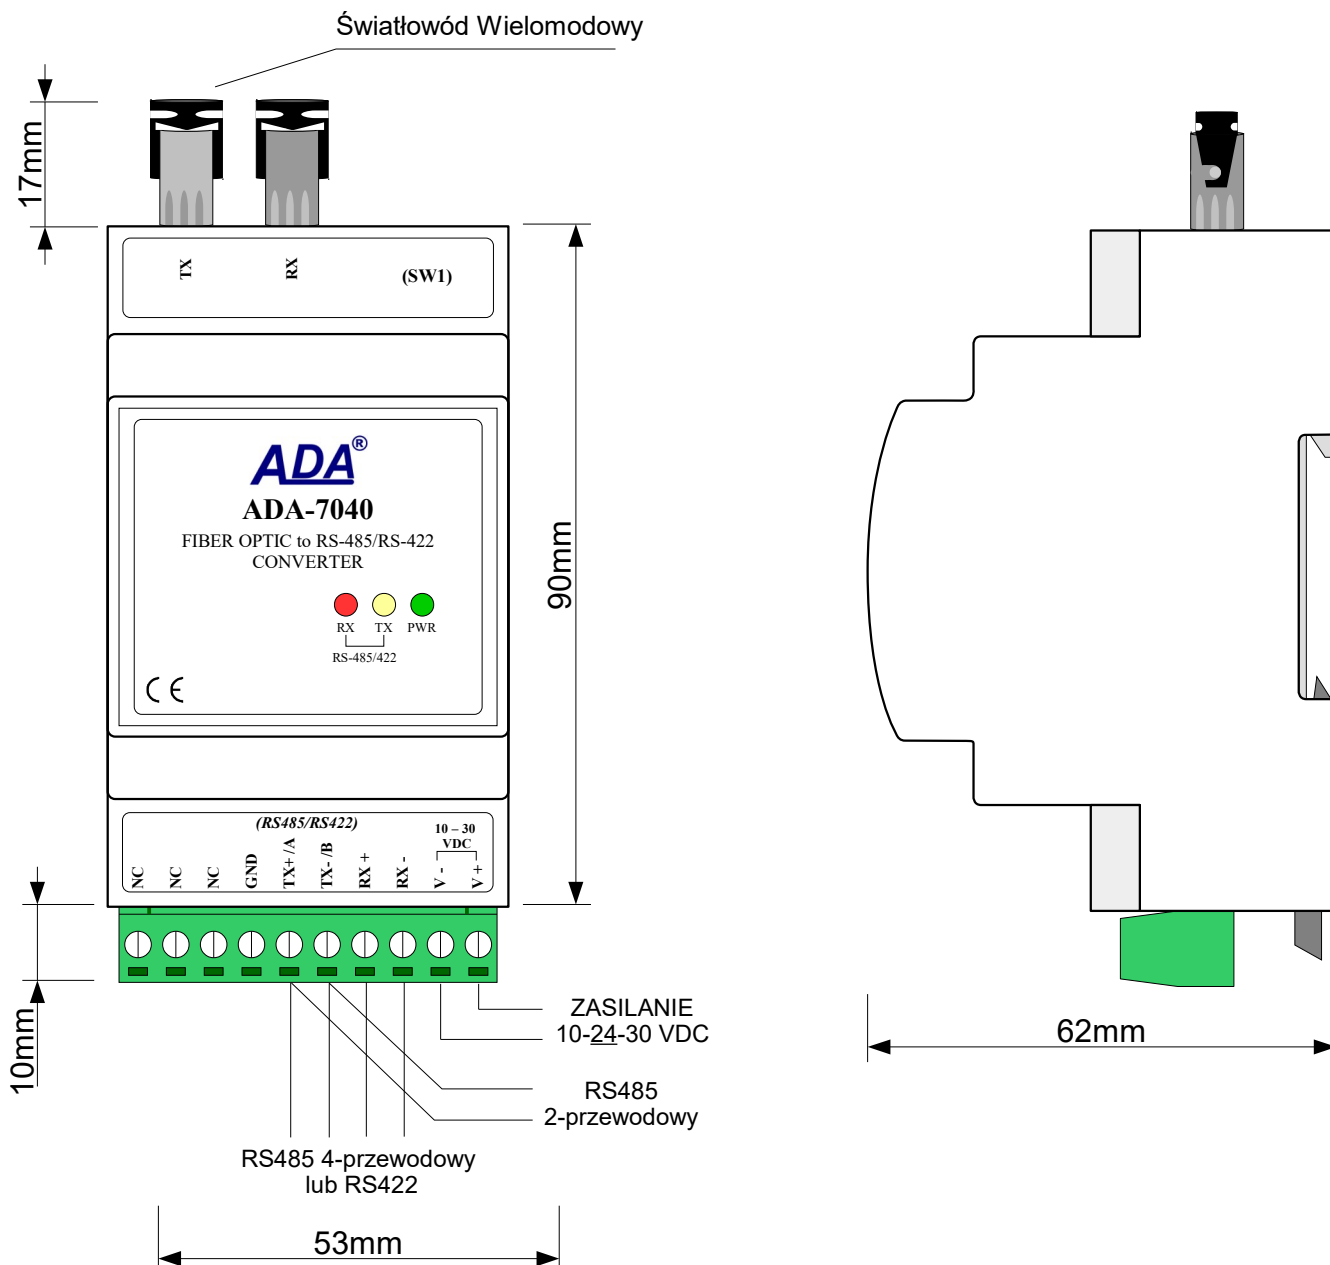 Światłowód Wielomodowy
17mm
TX
RX
(SW1)
ADA®
ADA-7040
FIBER OPTIC to RS-485/RS-422
CONVERTER
RX TX PWR
RS-485/422
CE
90mm
(RS485/RS422)
10 – 30
VDC
NC
NC
NC
GND
TX+ /A
TX- /B
RX +
RX -
V -
V +
10mm
ZASILANIE
10-24-30 VDC
RS485
2-przewodowy
RS485 4-przewodowy
lub RS422
53mm
62mm